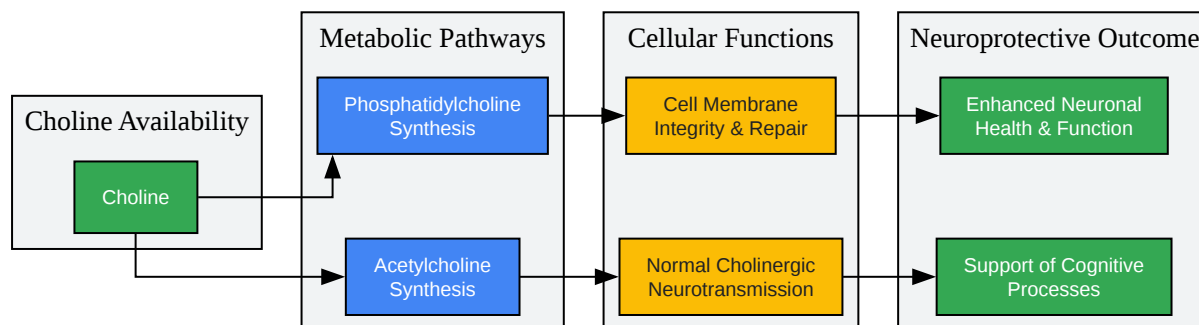 Choline Availability
Choline
Metabolic Pathways
Phosphatidylcholine
Synthesis
Acetylcholine
Synthesis
Cellular Functions
Cell Membrane
Integrity & Repair
Normal Cholinergic
Neurotransmission
Neuroprotective Outcome
Enhanced Neuronal
Health & Function
Support of Cognitive
Processes